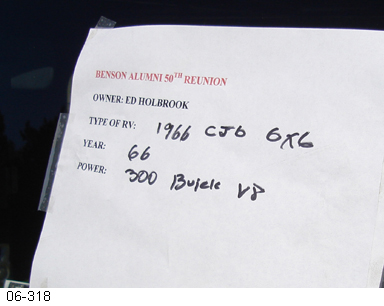 BENSON ALUMNI 50TH REUNION
OWNER: ED HOLBROOK
TYPE OF RV: 1966 CJ6 6X6
YEAR: 66
POWER: 300 Buick V8
06-318